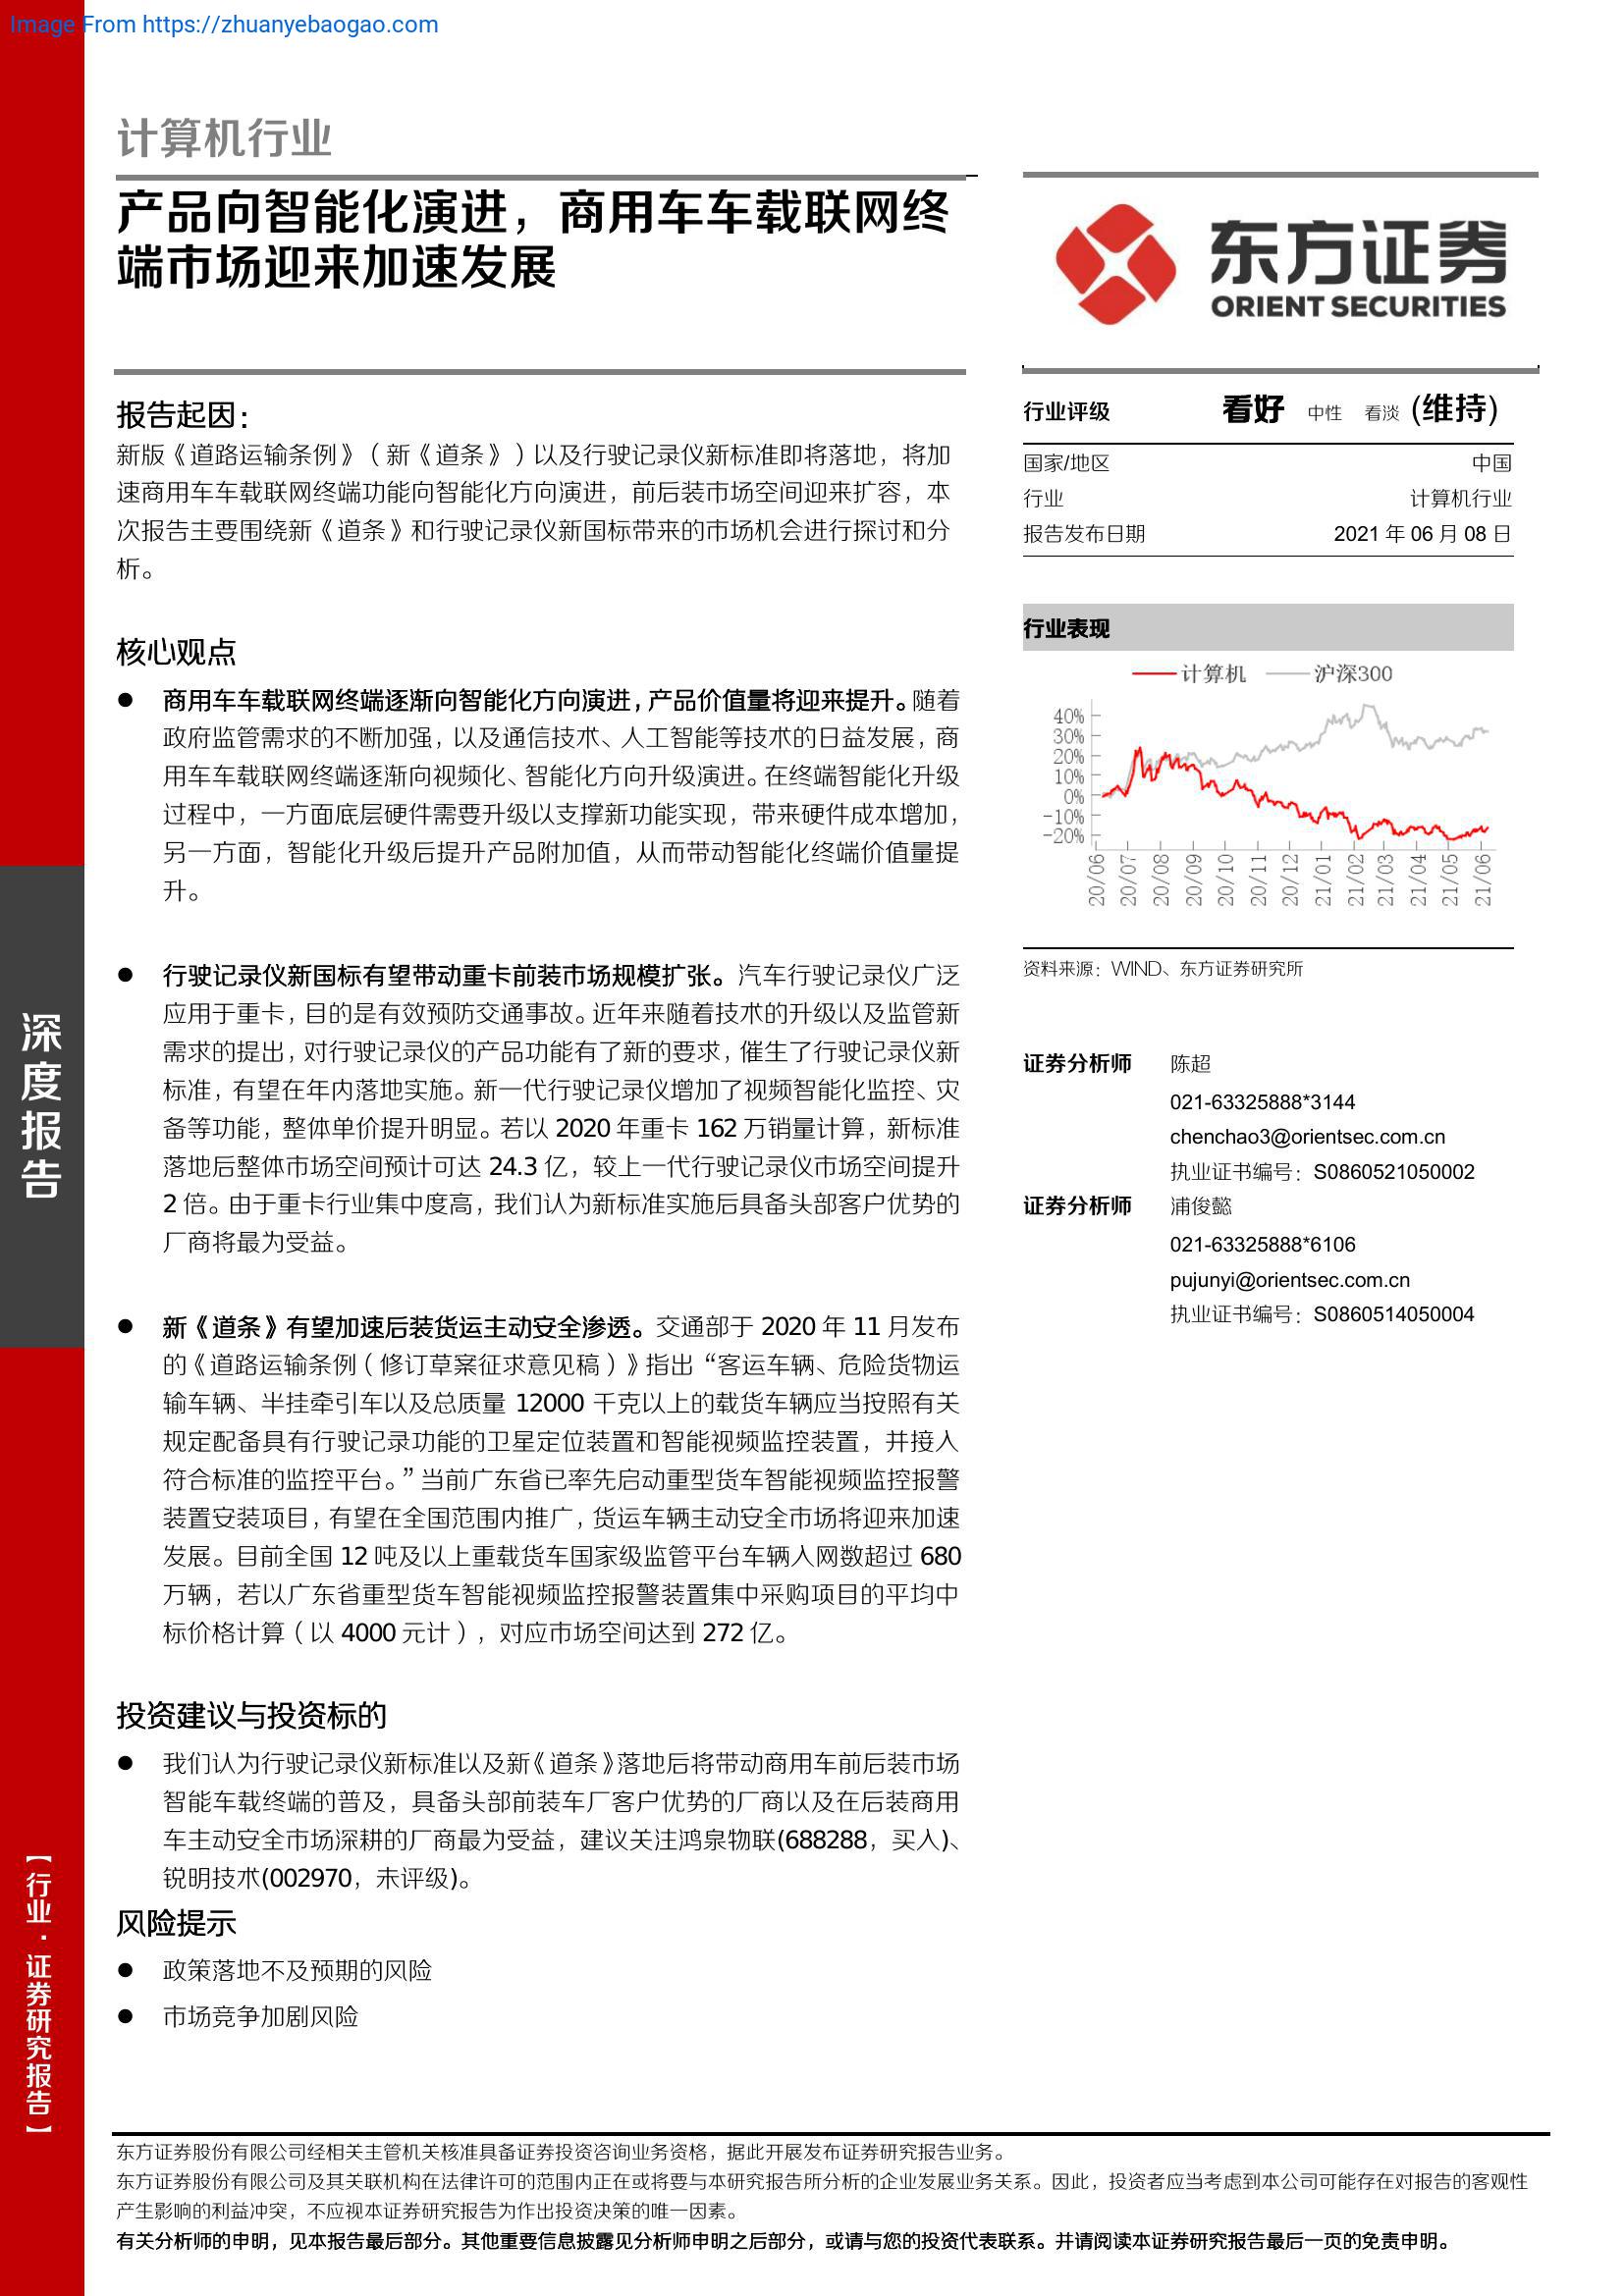 Image From https://zhuanyebaogao.com
计算机行业
产品向智能化演进，商用车车载联网终
端市场迎来加速发展
东方证券
ORIENT SECURITIES
报告起因：
新版《道路运输条例》（新《道条》）以及行驶记录仪新标准即将落地，将加
速商用车车载联网终端功能向智能化方向演进，前后装市场空间迎来扩容，本
次报告主要围绕新《道条》和行驶记录仪新国标带来的市场机会进行探讨和分
析。
核心观点
● 商用车车载联网终端逐渐向智能化方向演进，产品价值量将迎来提升。随着
政府监管需求的不断加强，以及通信技术、人工智能等技术的日益发展，商
用车车载联网终端逐渐向视频化、智能化方向升级演进。在终端智能化升级
过程中，一方面底层硬件需要升级以支撑新功能实现，带来硬件成本增加，
另一方面，智能化升级后提升产品附加值，从而带动智能化终端价值量提
升。
● 行驶记录仪新国标有望带动重卡前装市场规模扩张。汽车行驶记录仪广泛
应用于重卡，目的是有效预防交通事故。近年来随着技术的升级以及监管新
需求的提出，对行驶记录仪的产品功能有了新的要求，催生了行驶记录仪新
标准，有望在年内落地实施。新一代行驶记录仪增加了视频智能化监控、灾
备等功能，整体单价提升明显。若以 2020 年重卡 162 万销量计算，新标准
落地后整体市场空间预计可达 24.3 亿，较上一代行驶记录仪市场空间提升
2 倍。由于重卡行业集中度高，我们认为新标准实施后具备头部客户优势的
厂商将最为受益。
● 新《道条》有望加速后装货运主动安全渗透。交通部于 2020 年 11 月发布
的《道路运输条例（修订草案征求意见稿）》指出“客运车辆、危险货物运
输车辆、半挂牵引车以及总质量 12000 千克以上的载货车辆应当按照有关
规定配备具有行驶记录功能的卫星定位装置和智能视频监控装置，并接入
符合标准的监控平台。”当前广东省已率先启动重型货车智能视频监控报警
装置安装项目，有望在全国范围内推广，货运车辆主动安全市场将迎来加速
发展。目前全国 12 吨及以上重载货车国家级监管平台车辆入网数超过 680
万辆，若以广东省重型货车智能视频监控报警装置集中采购项目的平均中
标价格计算（以 4000 元计），对应市场空间达到 272 亿。
投资建议与投资标的
● 我们认为行驶记录仪新标准以及新《道条》落地后将带动商用车前后装市场
智能车载终端的普及，具备头部前装车厂客户优势的厂商以及在后装商用
车主动安全市场深耕的厂商最为受益，建议关注鸿泉物联(688288，买入)、
锐明技术(002970，未评级)。
风险提示
● 政策落地不及预期的风险
● 市场竞争加剧风险
行业评级 看好 中性 看淡 (维持)
国家/地区 中国
行业 计算机行业
报告发布日期 2021 年 06 月 08 日
行业表现
计算机 沪深300
40%
30%
20%
10%
0%
-10%
-20%
20/06 20/07 20/08 20/09 20/10 20/11 20/12 21/01 21/02 21/03 21/04 21/05 21/06
资料来源：WIND、东方证券研究所
证券分析师 陈超
021-63325888*3144
chenchao3@orientsec.com.cn
执业证书编号：S0860521050002
证券分析师 浦俊懿
021-63325888*6106
pujunyi@orientsec.com.cn
执业证书编号：S0860514050004
深度报告
【行业·证券研究报告】
东方证券股份有限公司经相关主管机关核准具备证券投资咨询业务资格，据此开展发布证券研究报告业务。
东方证券股份有限公司及其关联机构在法律许可的范围内正在或将要与本研究报告所分析的企业发展业务关系。因此，投资者应当考虑到本公司可能存在对报告的客观性
产生影响的利益冲突，不应视本证券研究报告为作出投资决策的唯一因素。
有关分析师的申明，见本报告最后部分。其他重要信息披露见分析师申明之后部分，或请与您的投资代表联系。并请阅读本证券研究报告最后一页的免责申明。